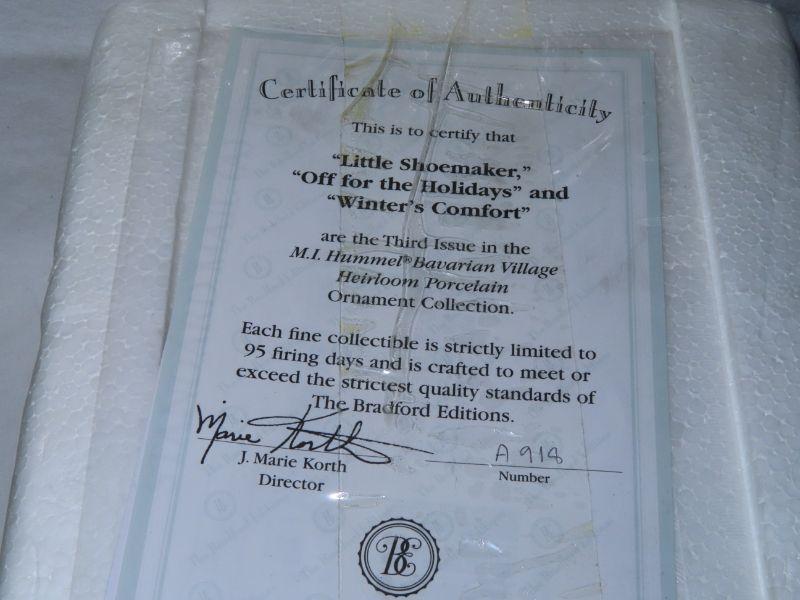 Certificate of Authenticity
This is to certify that
“Little Shoemaker,”
“Off for the Holidays” and
“Winter's Comfort”
are the Third Issue in the
M.I. Hummel® Bavarian Village
Heirloom Porcelain
Ornament Collection.
Each fine collectible is strictly limited to
95 firing days and is crafted to meet or
exceed the strictest quality standards of
The Bradford Editions.
Marie Korth
A 918
J. Marie Korth
Number
Director
BE